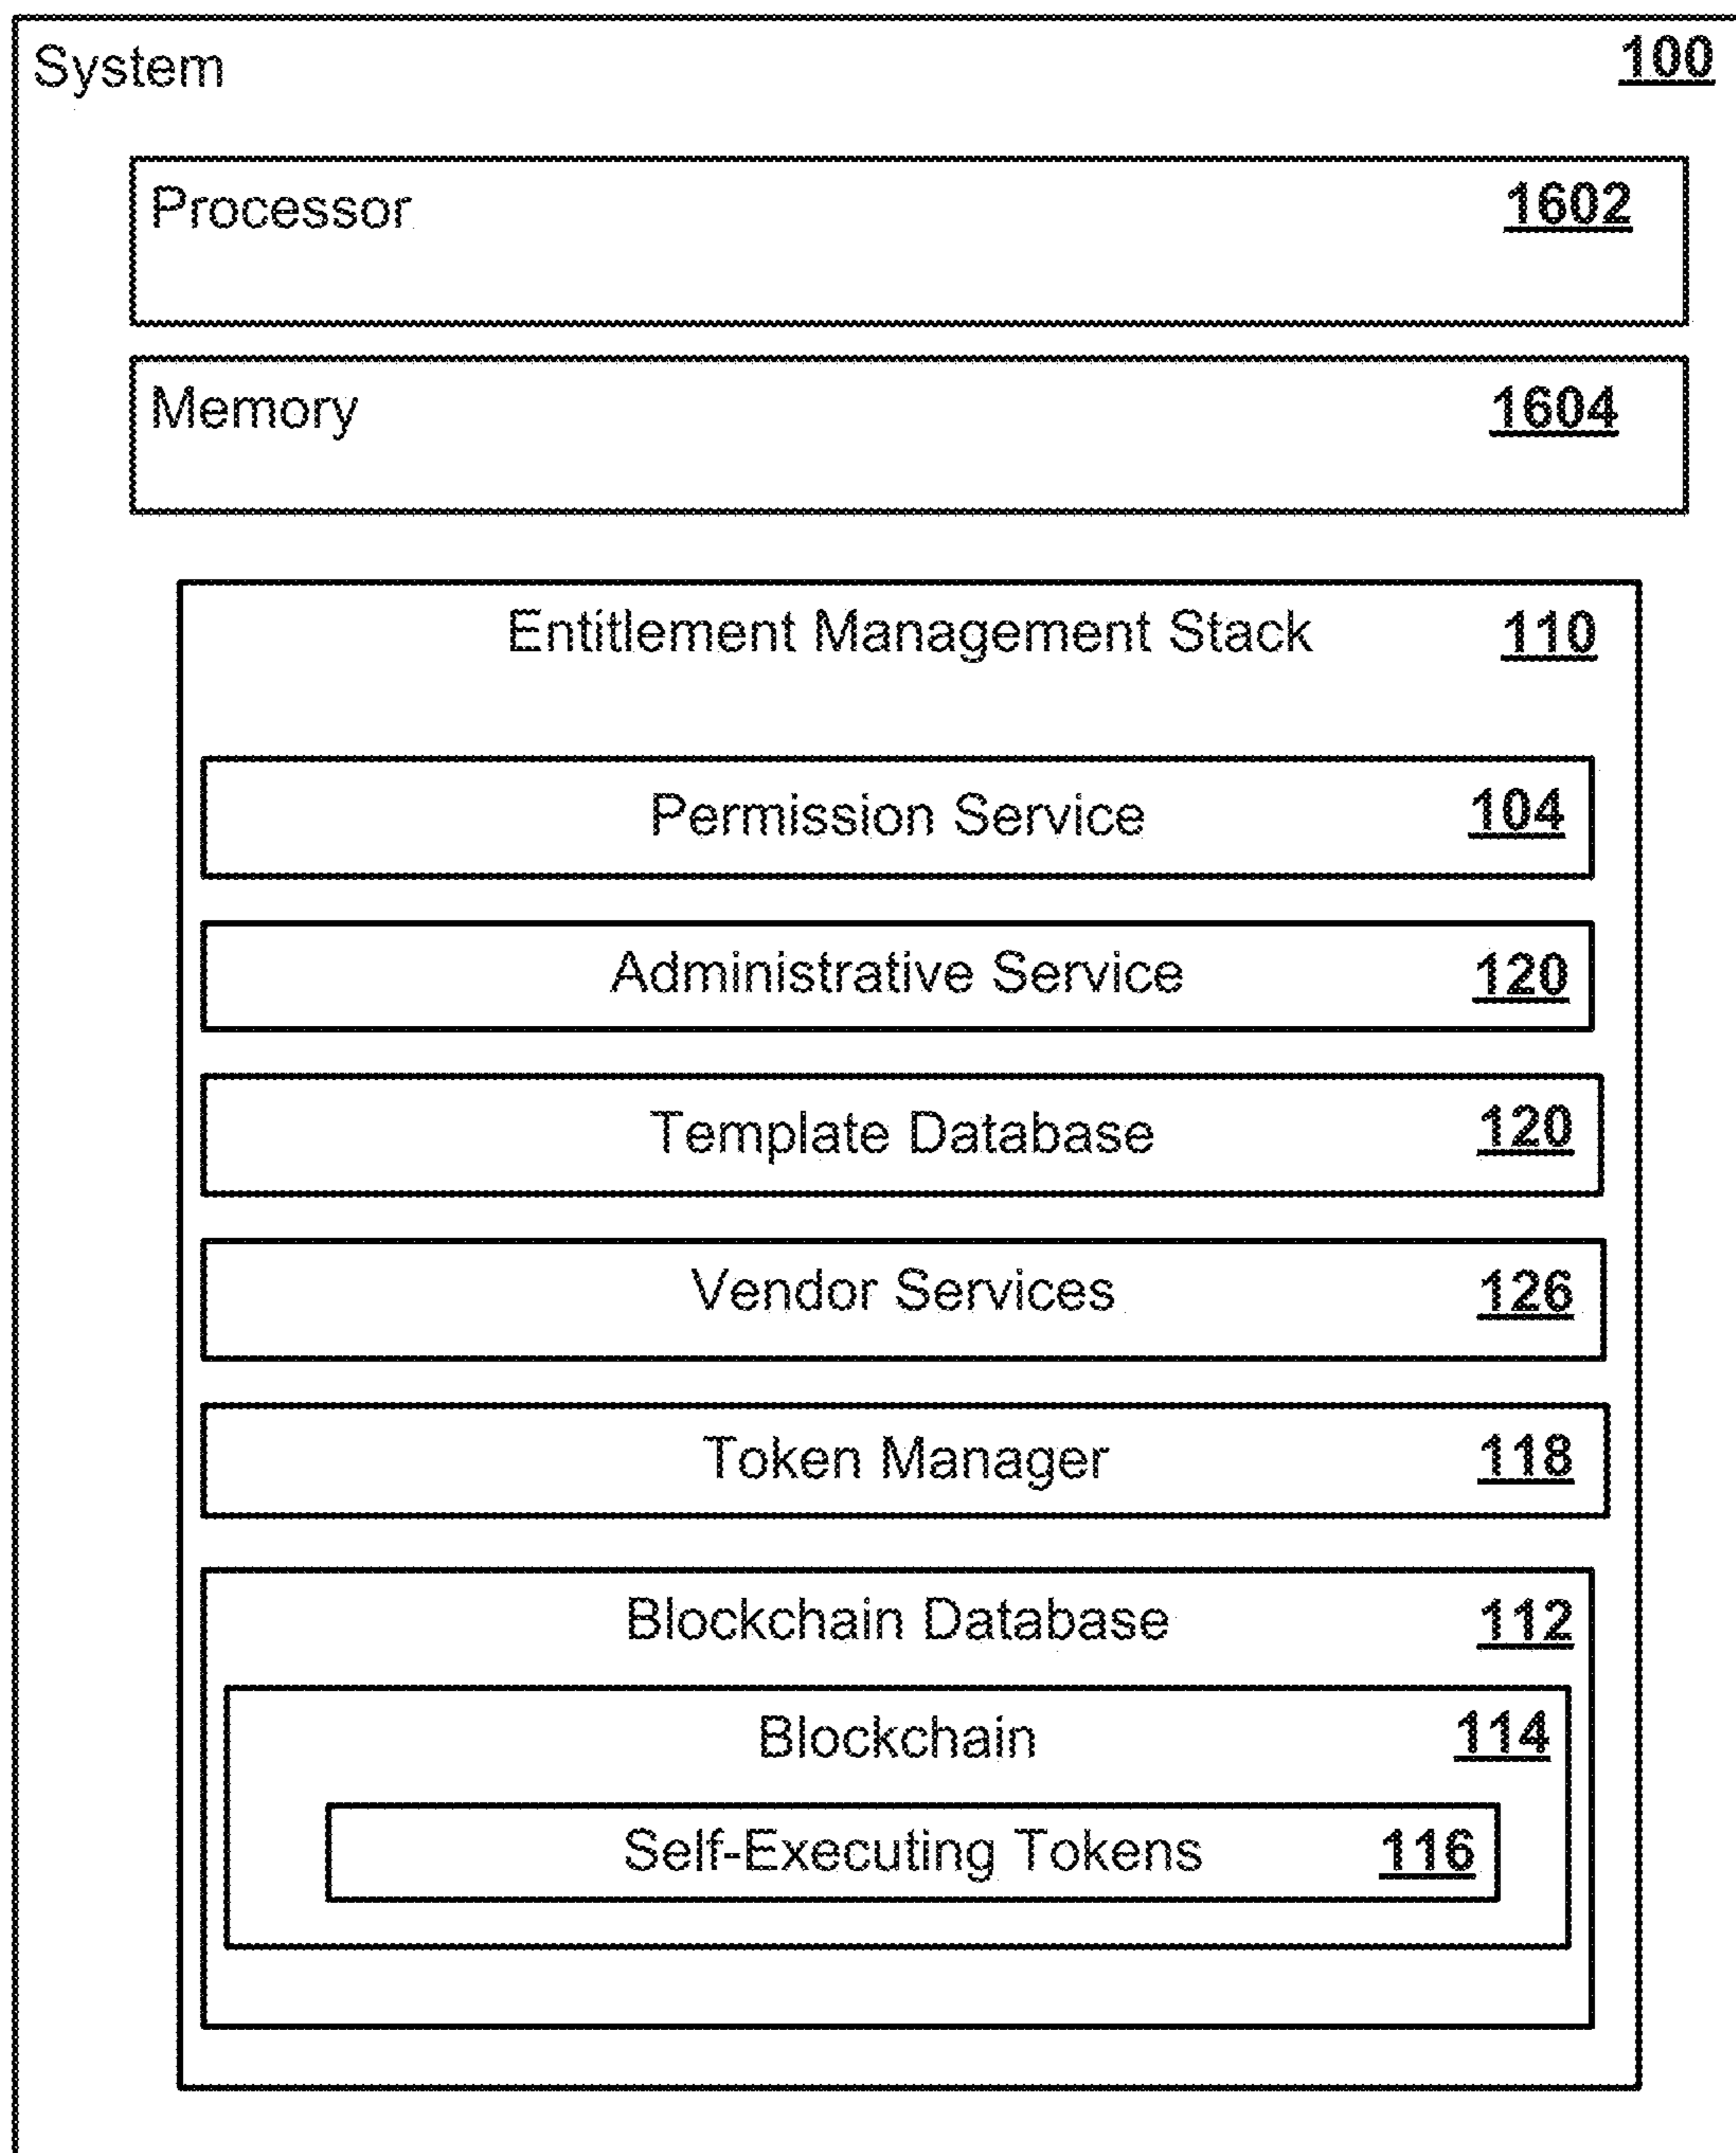 System 100
Processor 1602
Memory 1604
Entitlement Management Stack 110
Permission Service 104
Administrative Service 120
Template Database 120
Vendor Services 126
Token Manager 118
Blockchain Database 112
Blockchain 114
Self-Executing Tokens 116